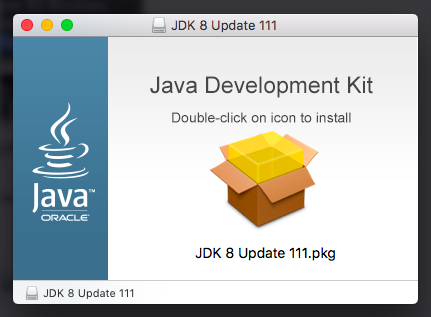 JDK 8 Update 111
Java Development Kit
Double-click on icon to install
Java™
ORACLE®
JDK 8 Update 111.pkg
JDK 8 Update 111